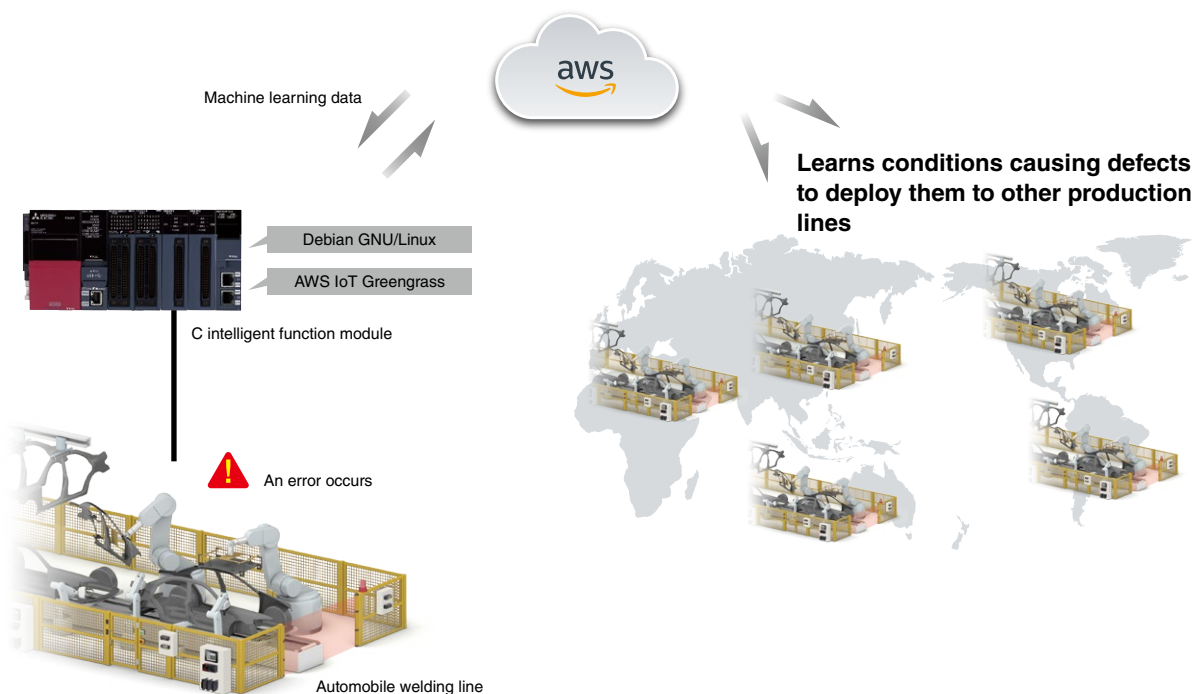 aws
Machine learning data
Learns conditions causing defects
to deploy them to other production
lines
Debian GNU/Linux
AWS IoT Greengrass
C intelligent function module
An error occurs
Automobile welding line